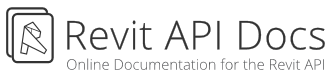 Revit API Docs
Online Documentation for the Revit API